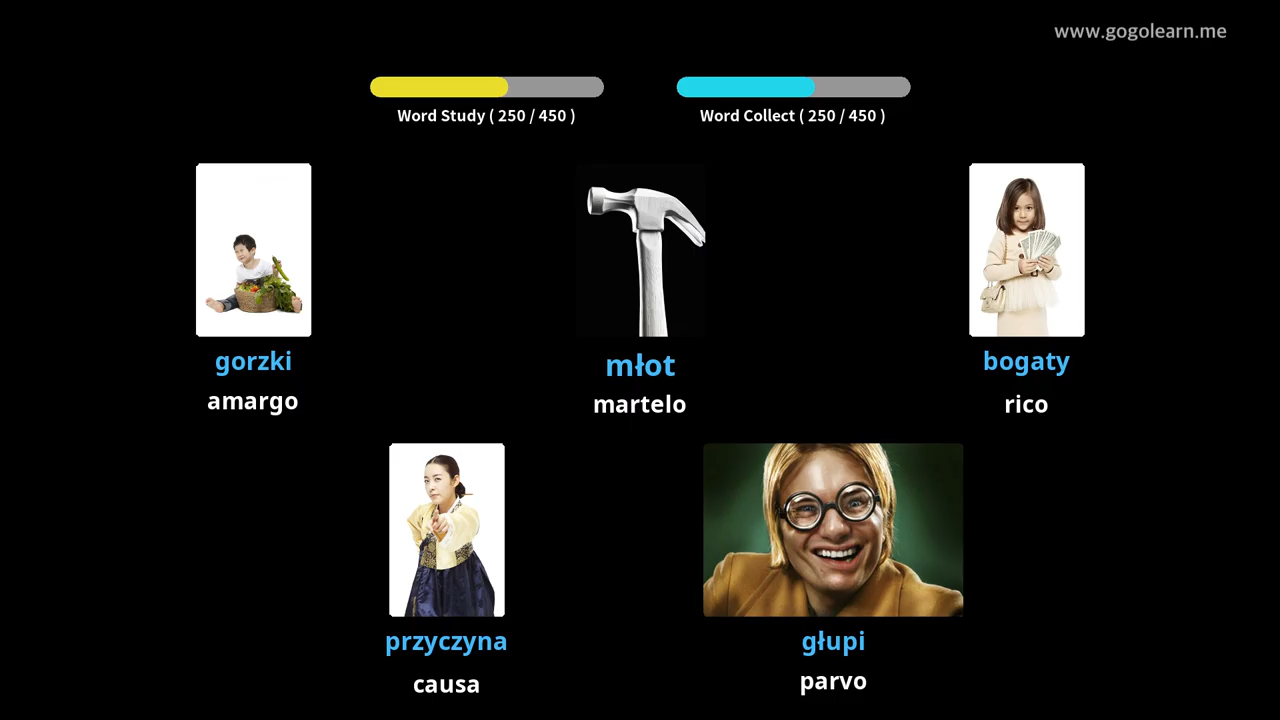 www.gogolearn.me
Word Study ( 250 / 450 )
Word Collect ( 250 / 450 )
gorzki
młot
bogaty
amargo
martelo
rico
przyczyna
głupi
causa
parvo